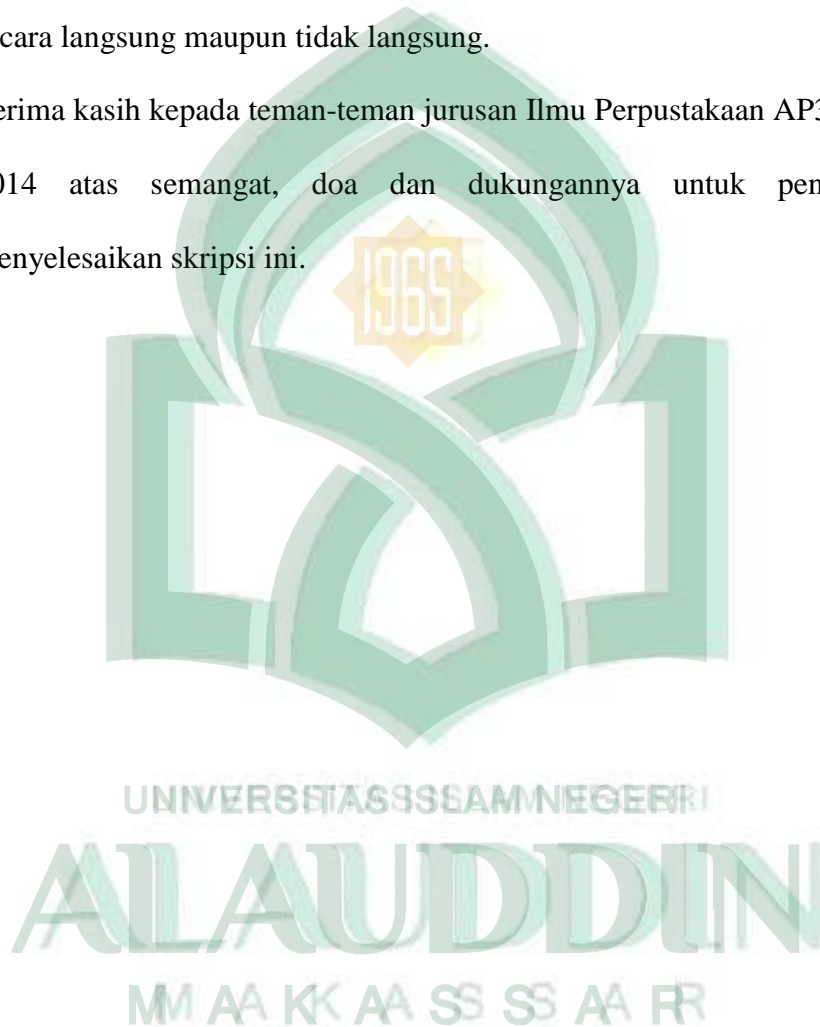 cara langsung maupun tidak langsung.
erima kasih kepada teman-teman jurusan Ilmu Perpustakaan AP3
014 atas semangat, doa dan dukungannya untuk pen
enyelesaikan skripsi ini.
1965
UNIVERSITAS ISLAM NEGERI
ALAUDDIN
MAKASSAR